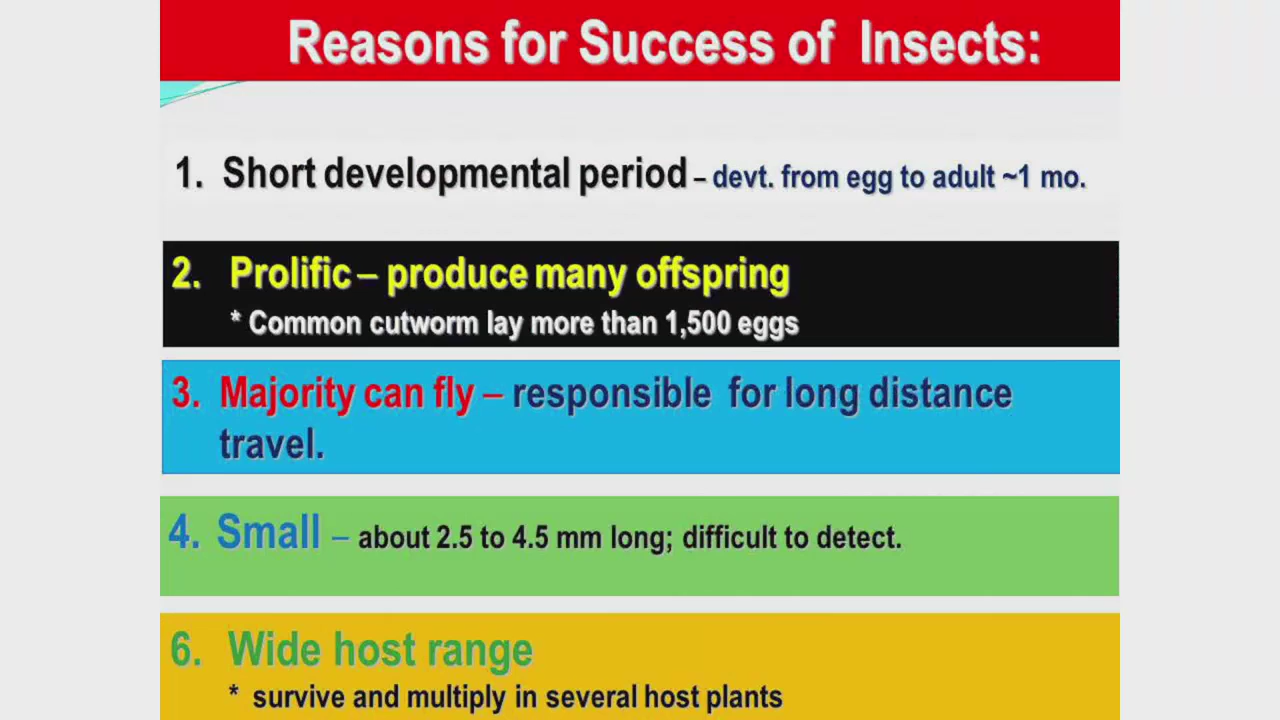 Reasons for Success of Insects:
1. Short developmental period – devt. from egg to adult ~1 mo.
2. Prolific – produce many offspring
* Common cutworm lay more than 1,500 eggs
3. Majority can fly – responsible for long distance
travel.
4. Small – about 2.5 to 4.5 mm long; difficult to detect.
6. Wide host range
* survive and multiply in several host plants